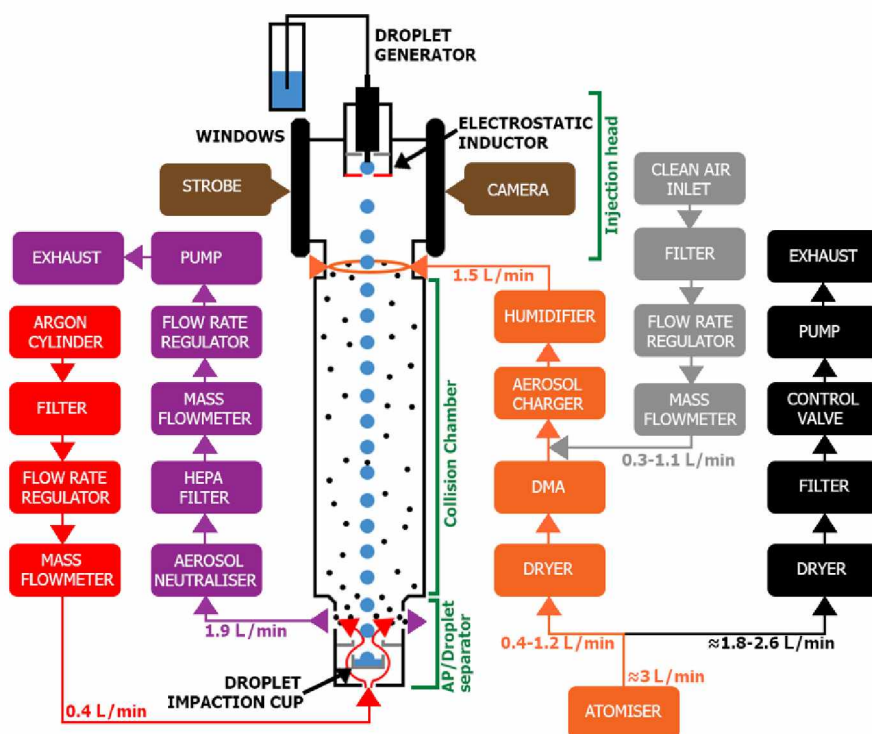 DROPLET
GENERATOR
WINDOWS
ELECTROSTATIC
INDUCTOR
Injection head
STROBE
CAMERA
CLEAN AIR
INLET
EXHAUST
PUMP
1.5 L/min
FILTER
EXHAUST
ARGON
CYLINDER
FLOW RATE
REGULATOR
HUMIDIFIER
FLOW RATE
REGULATOR
PUMP
FILTER
MASS
FLOWMETER
Collision Chamber
AEROSOL
CHARGER
MASS
FLOWMETER
CONTROL
VALVE
0.3-1.1 L/min
FLOW RATE
REGULATOR
HEPA
FILTER
DMA
FILTER
MASS
FLOWMETER
AEROSOL
NEUTRALISER
DRYER
DRYER
1.9 L/min
AP/Droplet
separator
0.4-1.2 L/min
≈1.8-2.6 L/min
DROPLET
IMPACTION CUP
≈3 L/min
0.4 L/min
ATOMISER